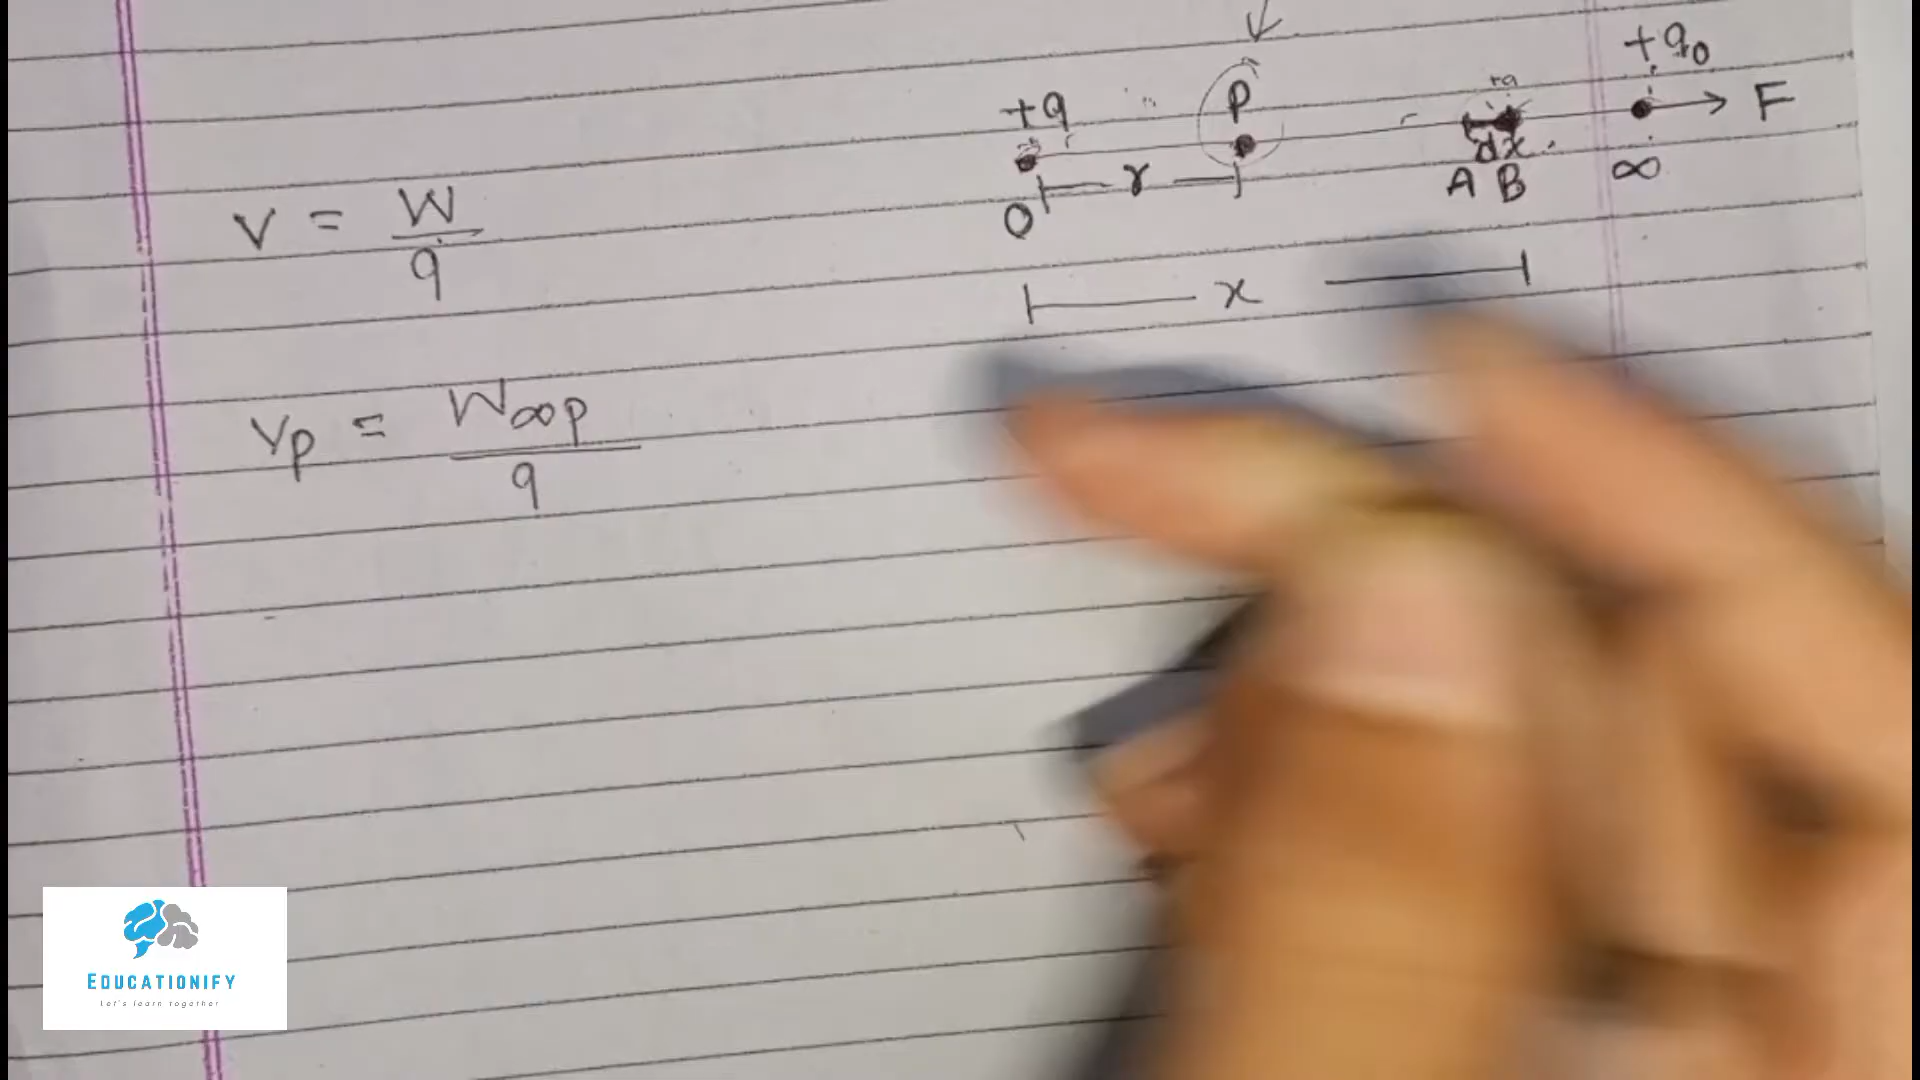 +q P +q +q₀ F
r dx ∞
O A B
V = W/q
x
Vp = W∞p/q
EDUCATIONIFY
Let's learn together